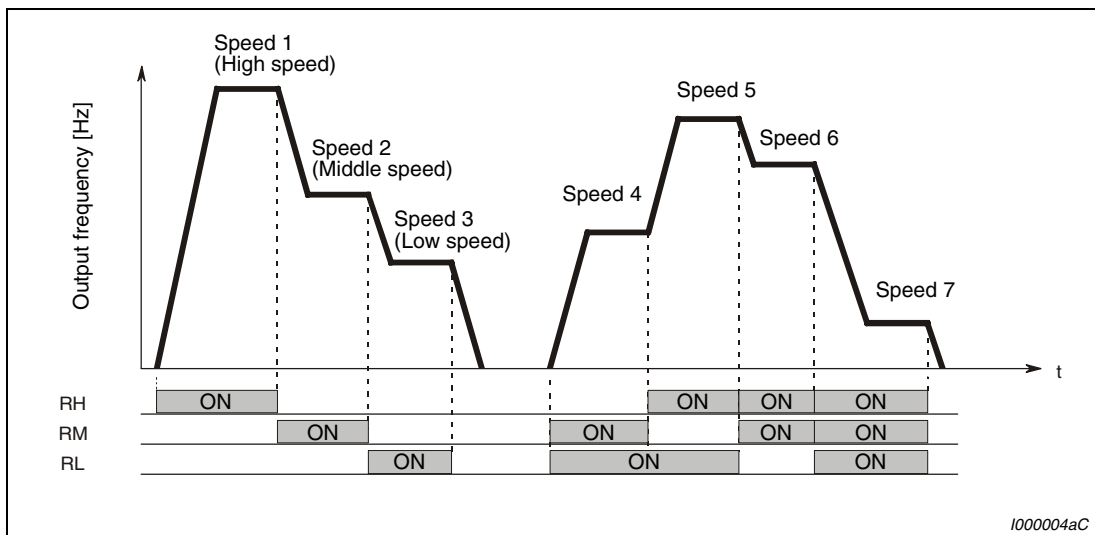 Speed 1
(High speed)
Speed 2
(Middle speed)
Speed 3
(Low speed)
Speed 4
Speed 5
Speed 6
Speed 7
Output frequency [Hz]
t
RH ON ON ON ON
RM ON ON ON ON
RL ON ON ON
I000004aC